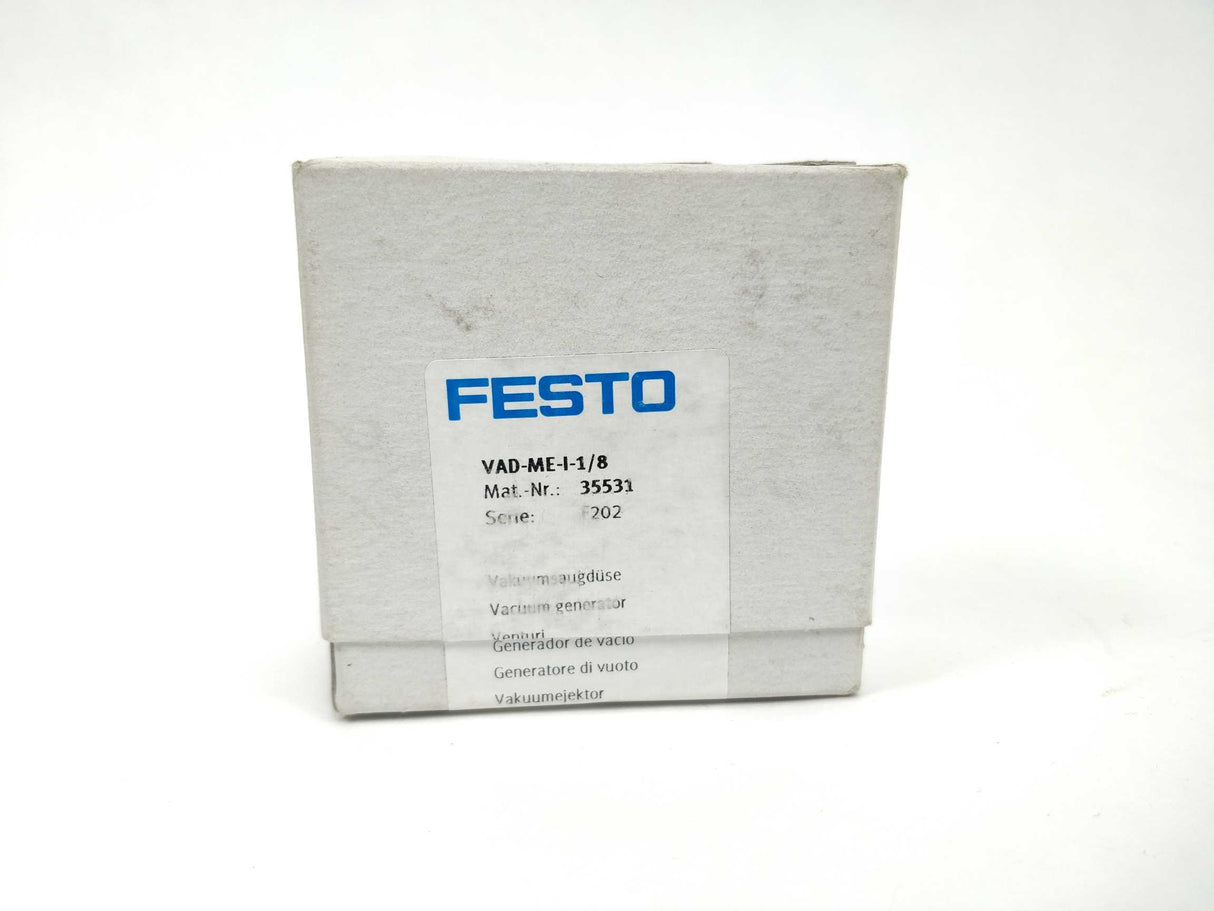 FESTO
VAD-ME-I-1/8
Mat.-Nr.: 35531
Serie: F202
Vakuumsaugdüse
Vacuum generator
Venturi
Generador de vacío
Generatore di vuoto
Vakuumejektor